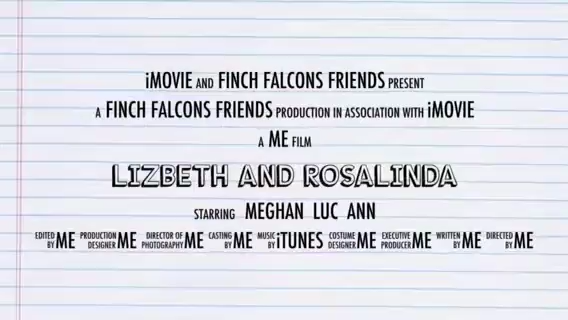 iMOVIE AND FINCH FALCONS FRIENDS PRESENT
A FINCH FALCONS FRIENDS PRODUCTION IN ASSOCIATION WITH iMOVIE
A ME FILM
LIZBETH AND ROSALINDA
STARRING MEGHAN LUC ANN
EDITED BY ME PRODUCTION DESIGNER ME DIRECTOR OF PHOTOGRAPHY ME CASTING BY ME MUSIC BY iTUNES COSTUME DESIGNER ME EXECUTIVE PRODUCER ME WRITTEN BY ME DIRECTED BY ME